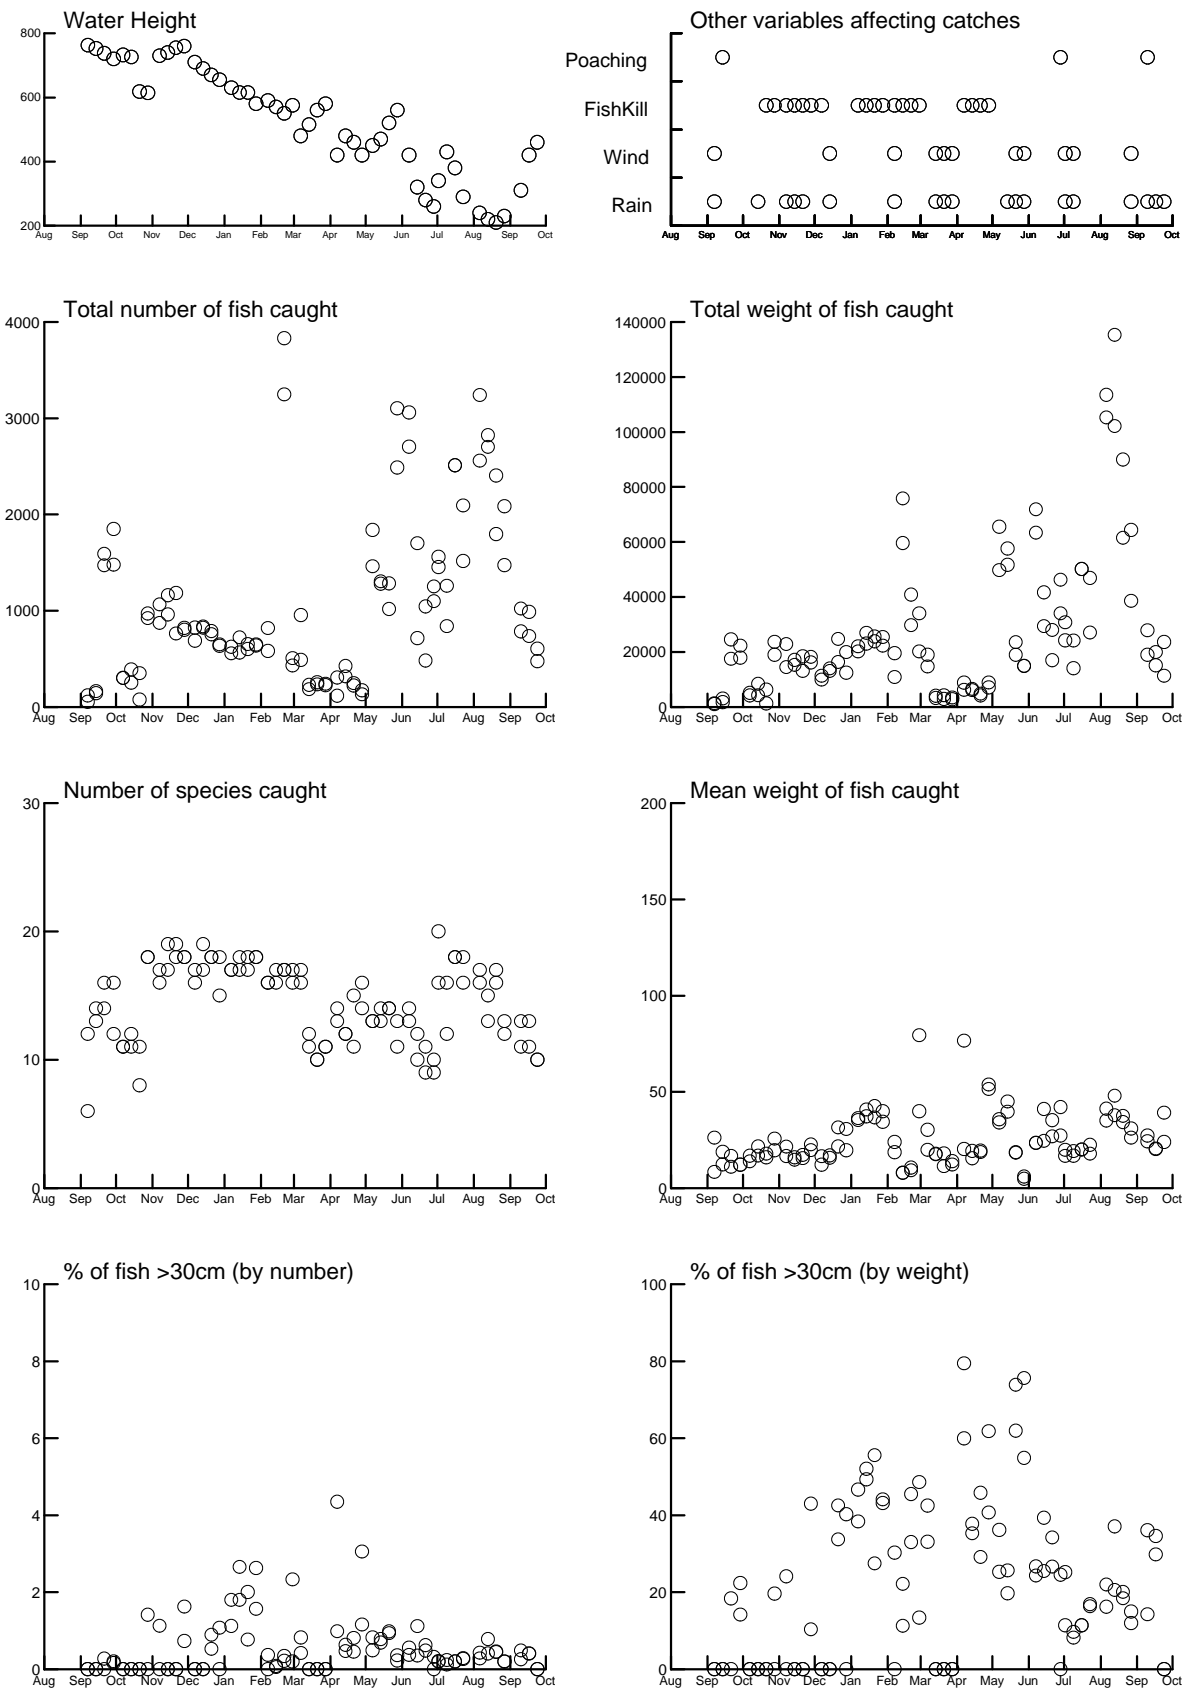 Water Height
800
600
400
200
Aug Sep Oct Nov Dec Jan Feb Mar Apr May Jun Jul Aug Sep Oct
Other variables affecting catches
Poaching
FishKill
Wind
Rain
Aug Sep Oct Nov Dec Jan Feb Mar Apr May Jun Jul Aug Sep Oct
Total number of fish caught
4000
3000
2000
1000
0
Aug Sep Oct Nov Dec Jan Feb Mar Apr May Jun Jul Aug Sep Oct
Total weight of fish caught
140000
120000
100000
80000
60000
40000
20000
0
Aug Sep Oct Nov Dec Jan Feb Mar Apr May Jun Jul Aug Sep Oct
Number of species caught
30
20
10
0
Aug Sep Oct Nov Dec Jan Feb Mar Apr May Jun Jul Aug Sep Oct
Mean weight of fish caught
200
150
100
50
0
Aug Sep Oct Nov Dec Jan Feb Mar Apr May Jun Jul Aug Sep Oct
% of fish >30cm (by number)
10
8
6
4
2
0
Aug Sep Oct Nov Dec Jan Feb Mar Apr May Jun Jul Aug Sep Oct
% of fish >30cm (by weight)
100
80
60
40
20
0
Aug Sep Oct Nov Dec Jan Feb Mar Apr May Jun Jul Aug Sep Oct